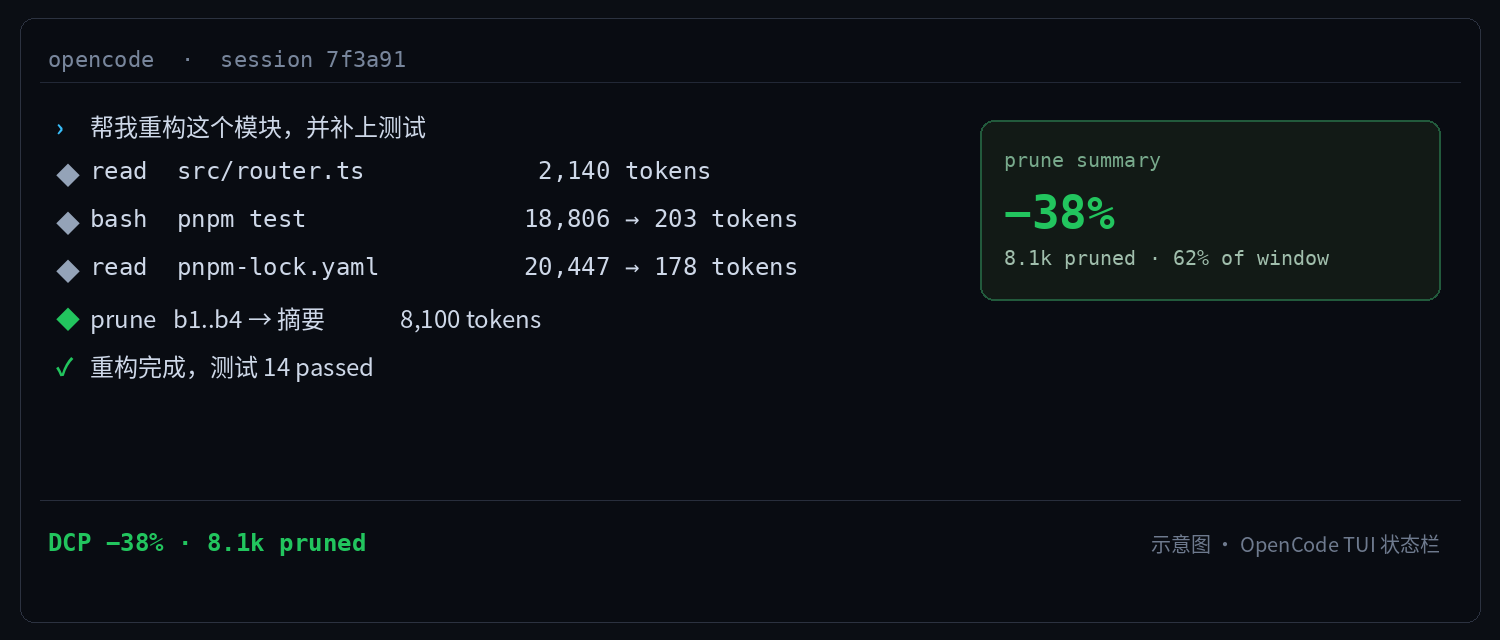 opencode · session 7f3a91
› 帮我重构这个模块，并补上测试
◆ read src/router.ts 2,140 tokens
◆ bash pnpm test 18,806 → 203 tokens
◆ read pnpm-lock.yaml 20,447 → 178 tokens
◆ prune b1..b4 → 摘要 8,100 tokens
✓ 重构完成，测试 14 passed
prune summary
−38%
8.1k pruned · 62% of window
DCP −38% · 8.1k pruned
示意图 · OpenCode TUI 状态栏